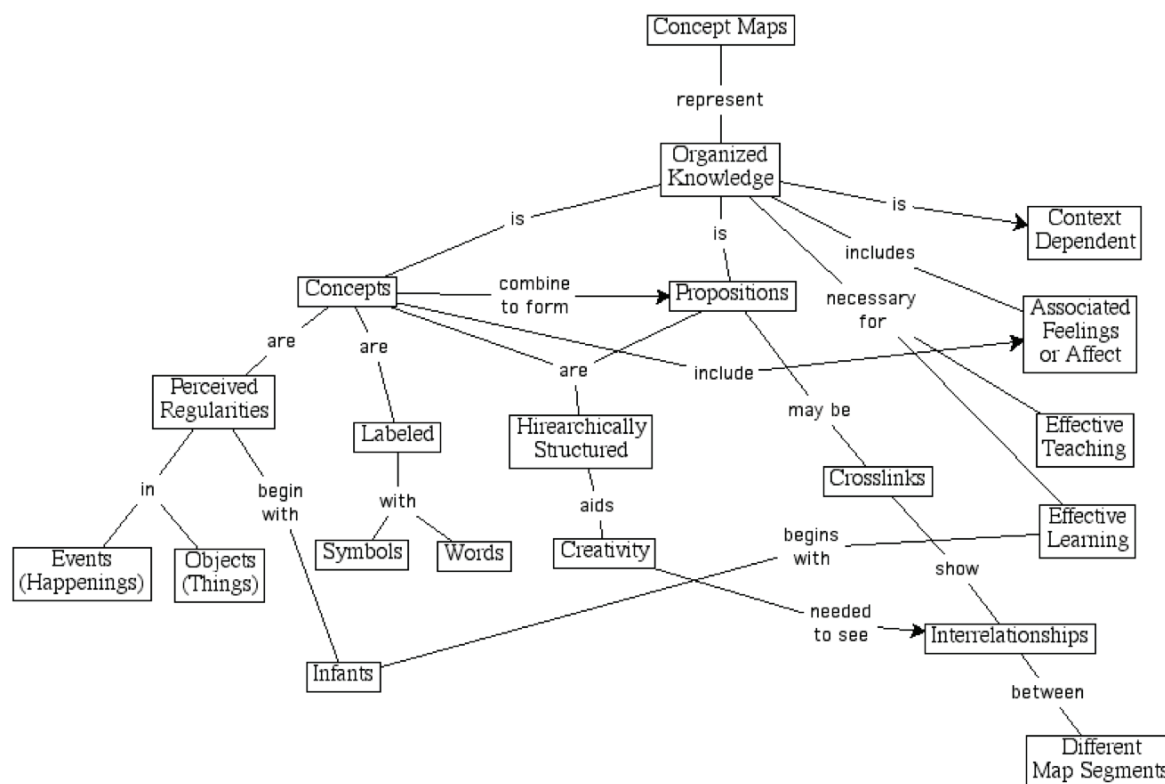 Concept Maps
represent
Organized
Knowledge
is
is
is
Context
Dependent
includes
Concepts
combine
to form
Propositions
necessary
for
Associated
Feelings
or Affect
are
are
are
include
Perceived
Regularities
Labeled
Hirearchically
Structured
may be
Effective
Teaching
in
begin
with
with
aids
Crosslinks
Events
(Happenings)
Objects
(Things)
Symbols
Words
Creativity
begins
with
Effective
Learning
show
needed
to see
Interrelationships
Infants
between
Different
Map Segments